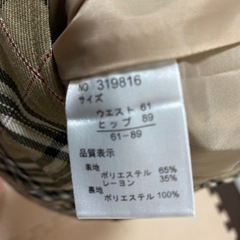 NO 319816
サイズ
ウエスト 61
ヒップ 89
61-89
品質表示
表地
ポリエステル 65%
レーヨン 35%
裏地
ポリエステル 100%